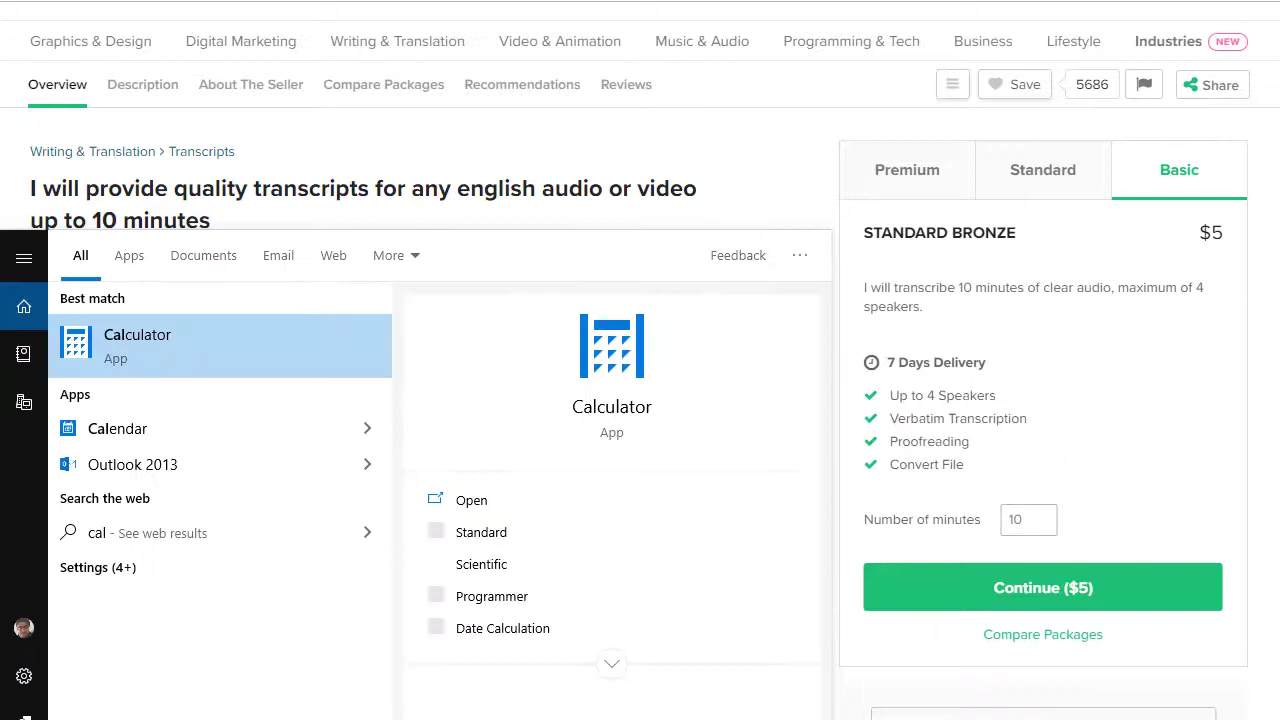 Graphics & Design Digital Marketing Writing & Translation Video & Animation Music & Audio Programming & Tech Business Lifestyle Industries NEW
Overview Description About The Seller Compare Packages Recommendations Reviews Save 5686 Share
Writing & Translation > Transcripts
I will provide quality transcripts for any english audio or video
up to 10 minutes
All Apps Documents Email Web More Feedback ...
Best match
Calculator
App
Apps
Calendar
Outlook 2013
Search the web
cal - See web results
Settings (4+)
Calculator
App
Open
Standard
Scientific
Programmer
Date Calculation
Premium Standard Basic
STANDARD BRONZE $5
I will transcribe 10 minutes of clear audio, maximum of 4
speakers.
7 Days Delivery
Up to 4 Speakers
Verbatim Transcription
Proofreading
Convert File
Number of minutes 10
Continue ($5)
Compare Packages